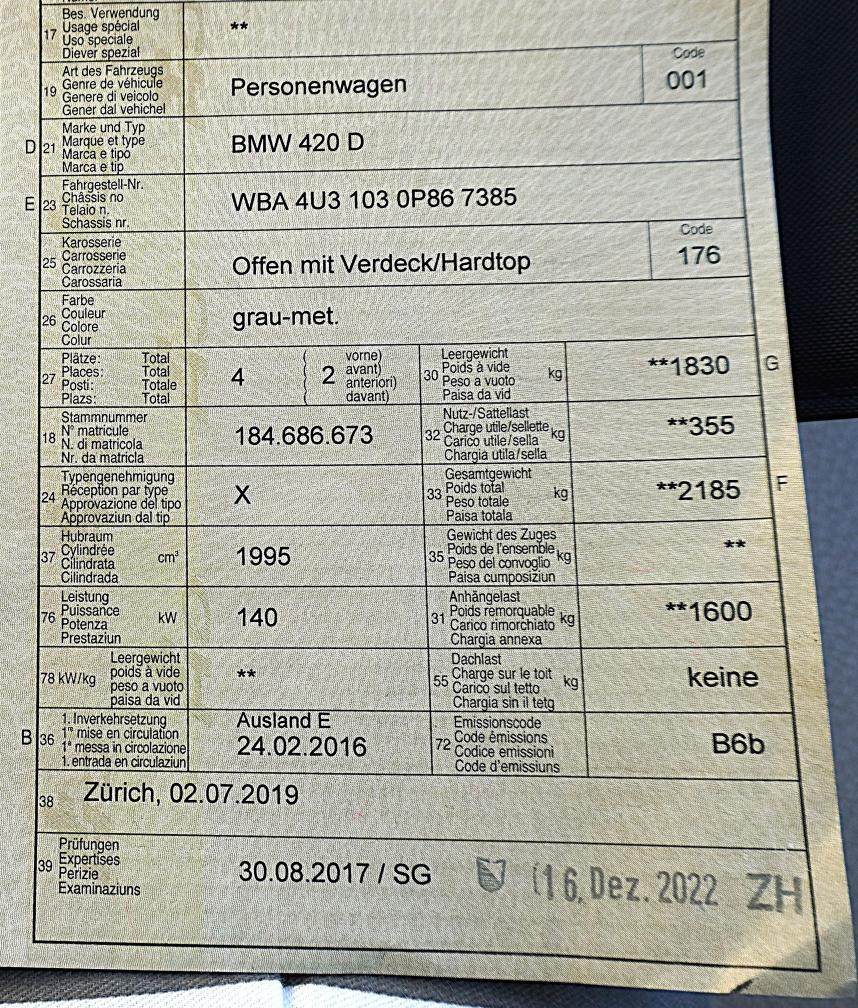 17 Bes. Verwendung
Usage spécial
Uso speciale
Diever spezial
**
19 Art des Fahrzeugs
Genre de véhicule
Genere di veicolo
Gener dal vehichel
Personenwagen
Code
001
D 21 Marke und Typ
Marque et type
Marca e tipo
Marca e tip
BMW 420 D
E 23 Fahrgestell-Nr.
Châssis no
Telaio n.
Schassis nr.
WBA 4U3 103 0P86 7385
25 Karosserie
Carrosserie
Carrozzeria
Carossaria
Offen mit Verdeck/Hardtop
Code
176
26 Farbe
Couleur
Colore
Colur
grau-met.
27 Plätze: Total
Places: Total
Posti: Totale
Plazs: Total
4
( 2 vorne)
( avant)
( anteriori)
( davant)
30 Leergewicht
Poids à vide
Peso a vuoto
Paisa da vid
kg
**1830 G
18 Stammnummer
N° matricule
N. di matricola
Nr. da matricla
184.686.673
32 Nutz-/Sattellast
Charge utile/sellette
Carico utile/sella
Chargia utila/sella
kg
**355
24 Typengenehmigung
Réception par type
Approvazione del tipo
Approvaziun dal tip
X
33 Gesamtgewicht
Poids total
Peso totale
Paisa totala
kg
**2185 F
37 Hubraum
Cylindrée
Cilindrata
Cilindrada
cm³
1995
35 Gewicht des Zuges
Poids de l'ensemble
Peso del convoglio
Paisa cumposiziun
kg
**
76 Leistung
Puissance
Potenza
Prestaziun
kW
140
31 Anhängelast
Poids remorquable
Carico rimorchiato
Chargia annexa
kg
**1600
78 kW/kg Leergewicht
poids à vide
peso a vuoto
paisa da vid
**
55 Dachlast
Charge sur le toit
Carico sul tetto
Chargia sin il tetg
kg
keine
B 36 1. Inverkehrsetzung
1re mise en circulation
1a messa in circolazione
1. entrada en circulaziun
Ausland E
24.02.2016
72 Emissionscode
Code émissions
Codice emissioni
Code d'emissiuns
B6b
38 Zürich, 02.07.2019
39 Prüfungen
Expertises
Perizie
Examinaziuns
30.08.2017 / SG
16. Dez. 2022 ZH